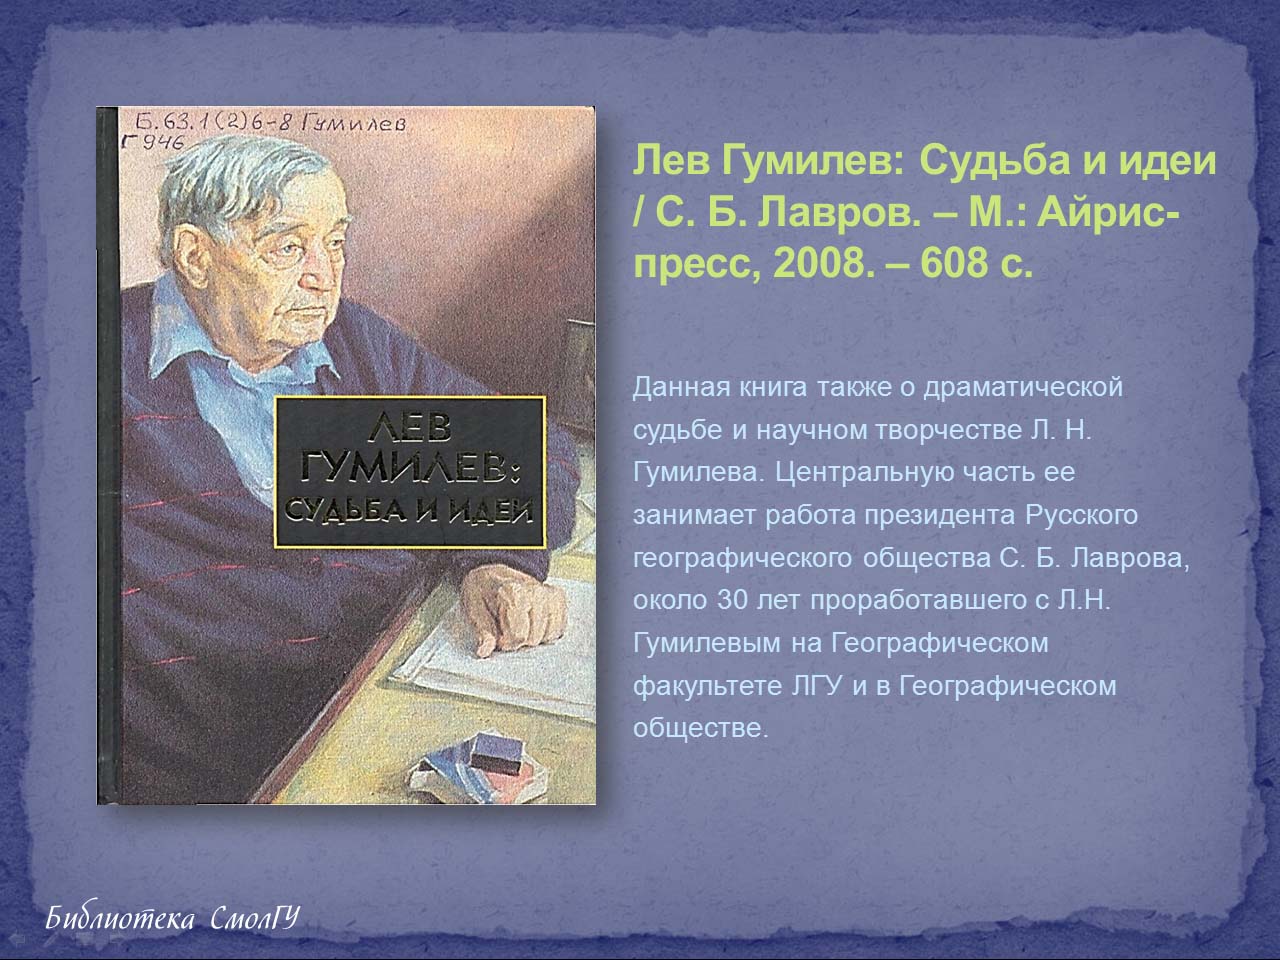 Б.63.1(2)6-8 Гумилев
Г 946
ЛЕВ
ГУМИЛЕВ:
СУДЬБА И ИДЕИ
Лев Гумилев: Судьба и идеи
/ С. Б. Лавров. – М.: Айрис-
пресс, 2008. – 608 с.
Данная книга также о драматической
судьбе и научном творчестве Л. Н.
Гумилева. Центральную часть ее
занимает работа президента Русского
географического общества С. Б. Лаврова,
около 30 лет проработавшего с Л.Н.
Гумилевым на Географическом
факультете ЛГУ и в Географическом
обществе.
Библиотека СмолГУ